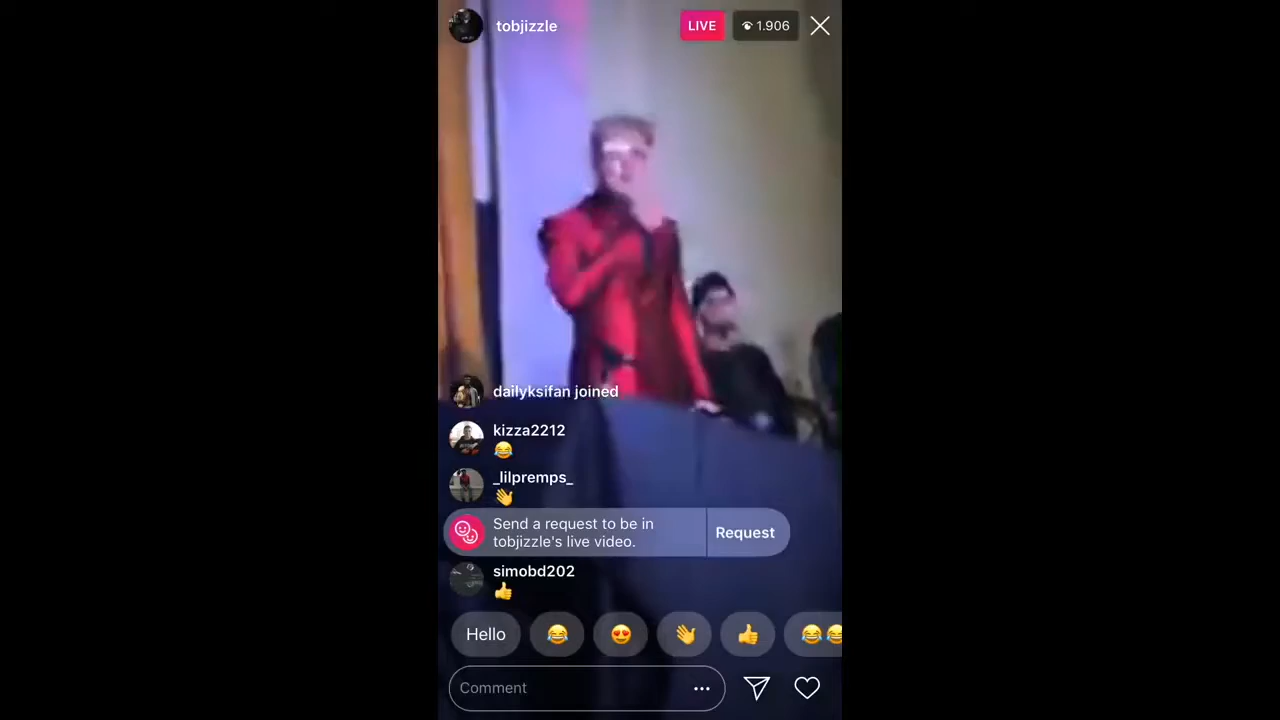 tobjizzle
LIVE
1.906
dailyksifan joined
kizza2212
😂
_lilpremps_
👋
Send a request to be in
tobjizzle's live video.
Request
simobd202
👍
Hello
😂
😍
👋
👍
😂😂
Comment